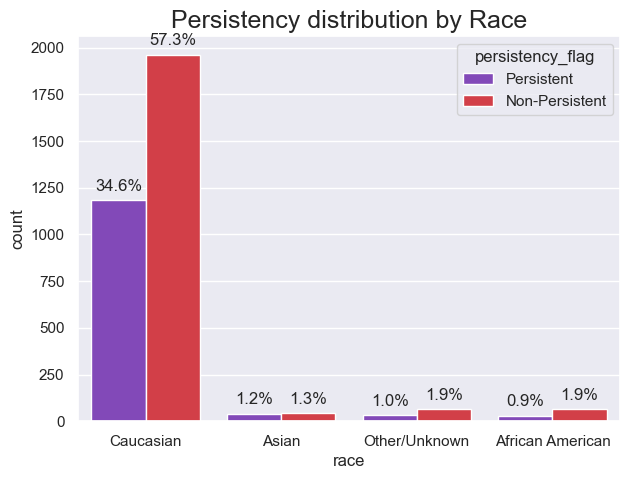 Persistency distribution by Race
persistency_flag
Persistent
Non-Persistent
57.3%
34.6%
1.2%
1.3%
1.0%
1.9%
0.9%
1.9%
count
2000
1750
1500
1250
1000
750
500
250
0
Caucasian
Asian
Other/Unknown
African American
race